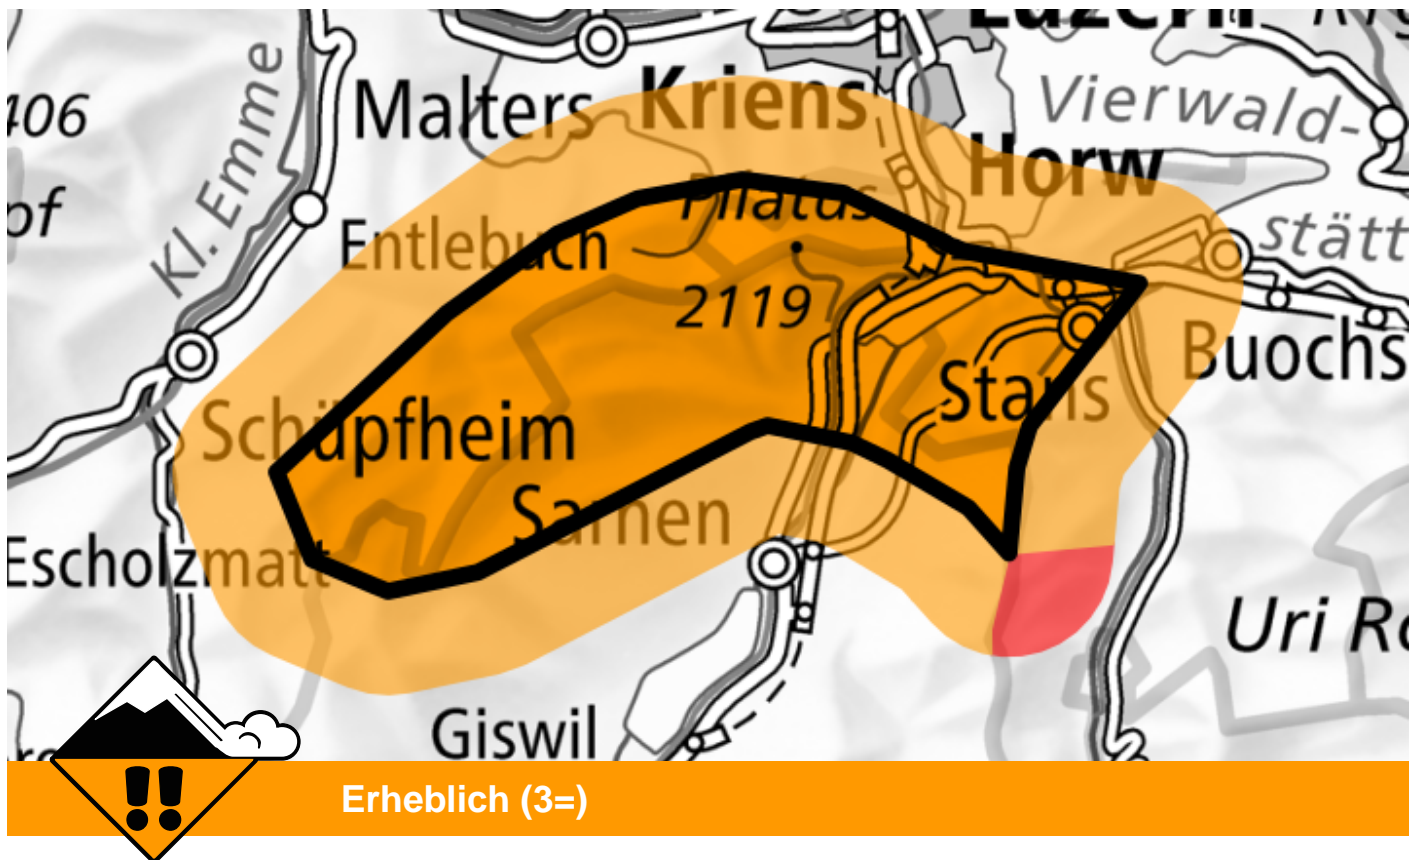 Luzern
406
Malters
Kriens
Vierwald-
Kl. Emme
Horw
Pilatus
Entlebuch
stätt
2119
Buochs
Stans
Schüpfheim
Sarnen
Escholzmatt
Uri Ro
Giswil
Erheblich (3=)